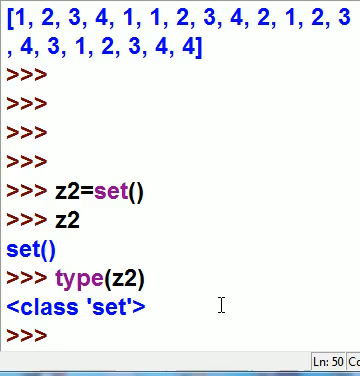 [1, 2, 3, 4, 1, 1, 2, 3, 4, 2, 1, 2, 3
, 4, 3, 1, 2, 3, 4, 4]
>>>
>>>
>>>
>>>
>>> z2=set()
>>> z2
set()
>>> type(z2)
<class 'set'>
>>>
Ln: 50 Co